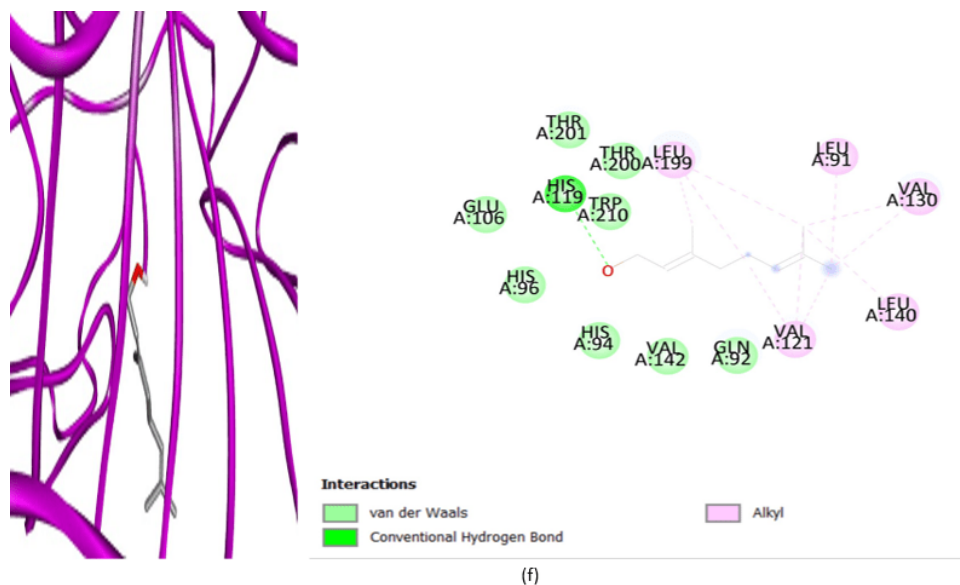 THR
A:201
THR
A:200
LEU
A:199
LEU
A:91
HIS
A:119
TRP
A:210
GLU
A:106
VAL
A:130
O
HIS
A:96
LEU
A:140
HIS
A:94
VAL
A:142
GLN
A:92
VAL
A:121
Interactions
van der Waals
Conventional Hydrogen Bond
Alkyl
(f)